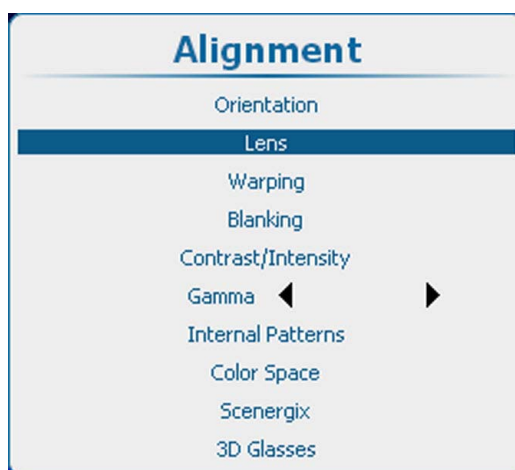 Alignment
Orientation
Lens
Warping
Blanking
Contrast/Intensity
Gamma
Internal Patterns
Color Space
Scenergix
3D Glasses